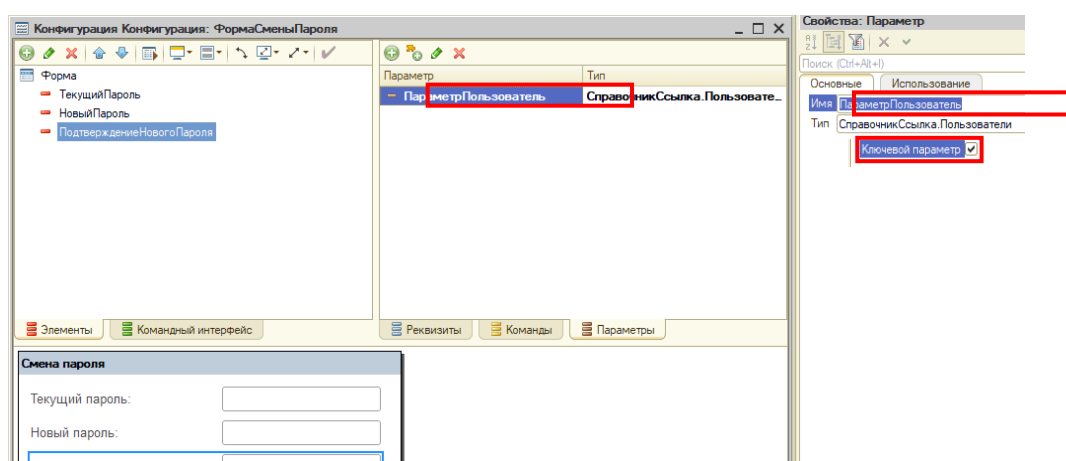 Конфигурация Конфигурация: ФормаСменыПароля
Форма
ТекущийПароль
НовыйПароль
ПодтверждениеНовогоПароля
Элементы
Командный интерфейс
Параметр
Тип
ПараметрПользователь
СправочникСсылка.Пользовате...
Реквизиты
Команды
Параметры
Смена пароля
Текущий пароль:
Новый пароль:
Свойства: Параметр
Поиск (Ctrl+Alt+I)
Основные
Использование
Имя ПараметрПользователь
Тип СправочникСсылка.Пользователи
Ключевой параметр